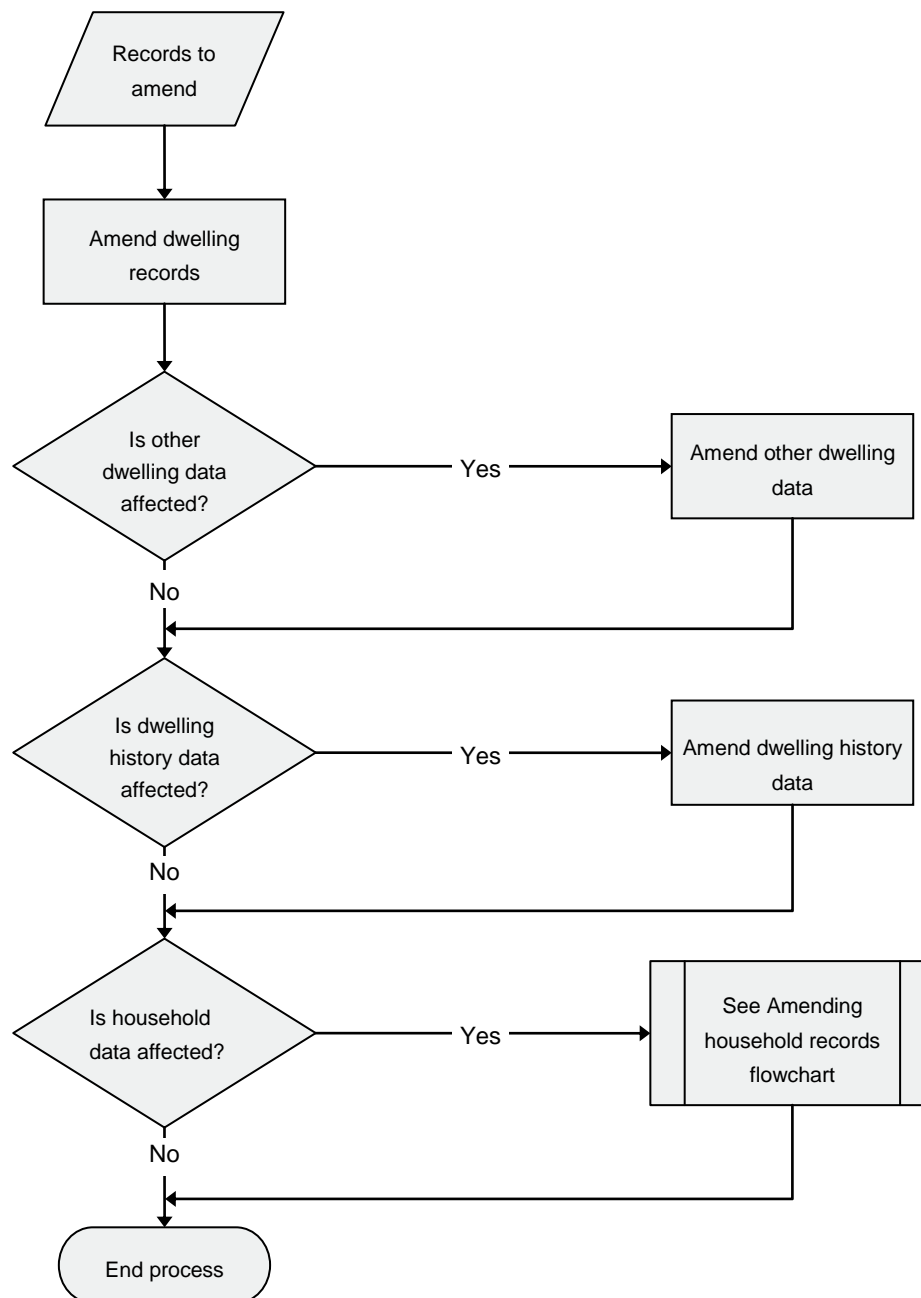 Records to
amend
Amend dwelling
records
Is other
dwelling data
affected?
Yes
Amend other dwelling
data
No
Is dwelling
history data
affected?
Yes
Amend dwelling history
data
No
Is household
data affected?
Yes
See Amending
household records
flowchart
No
End process